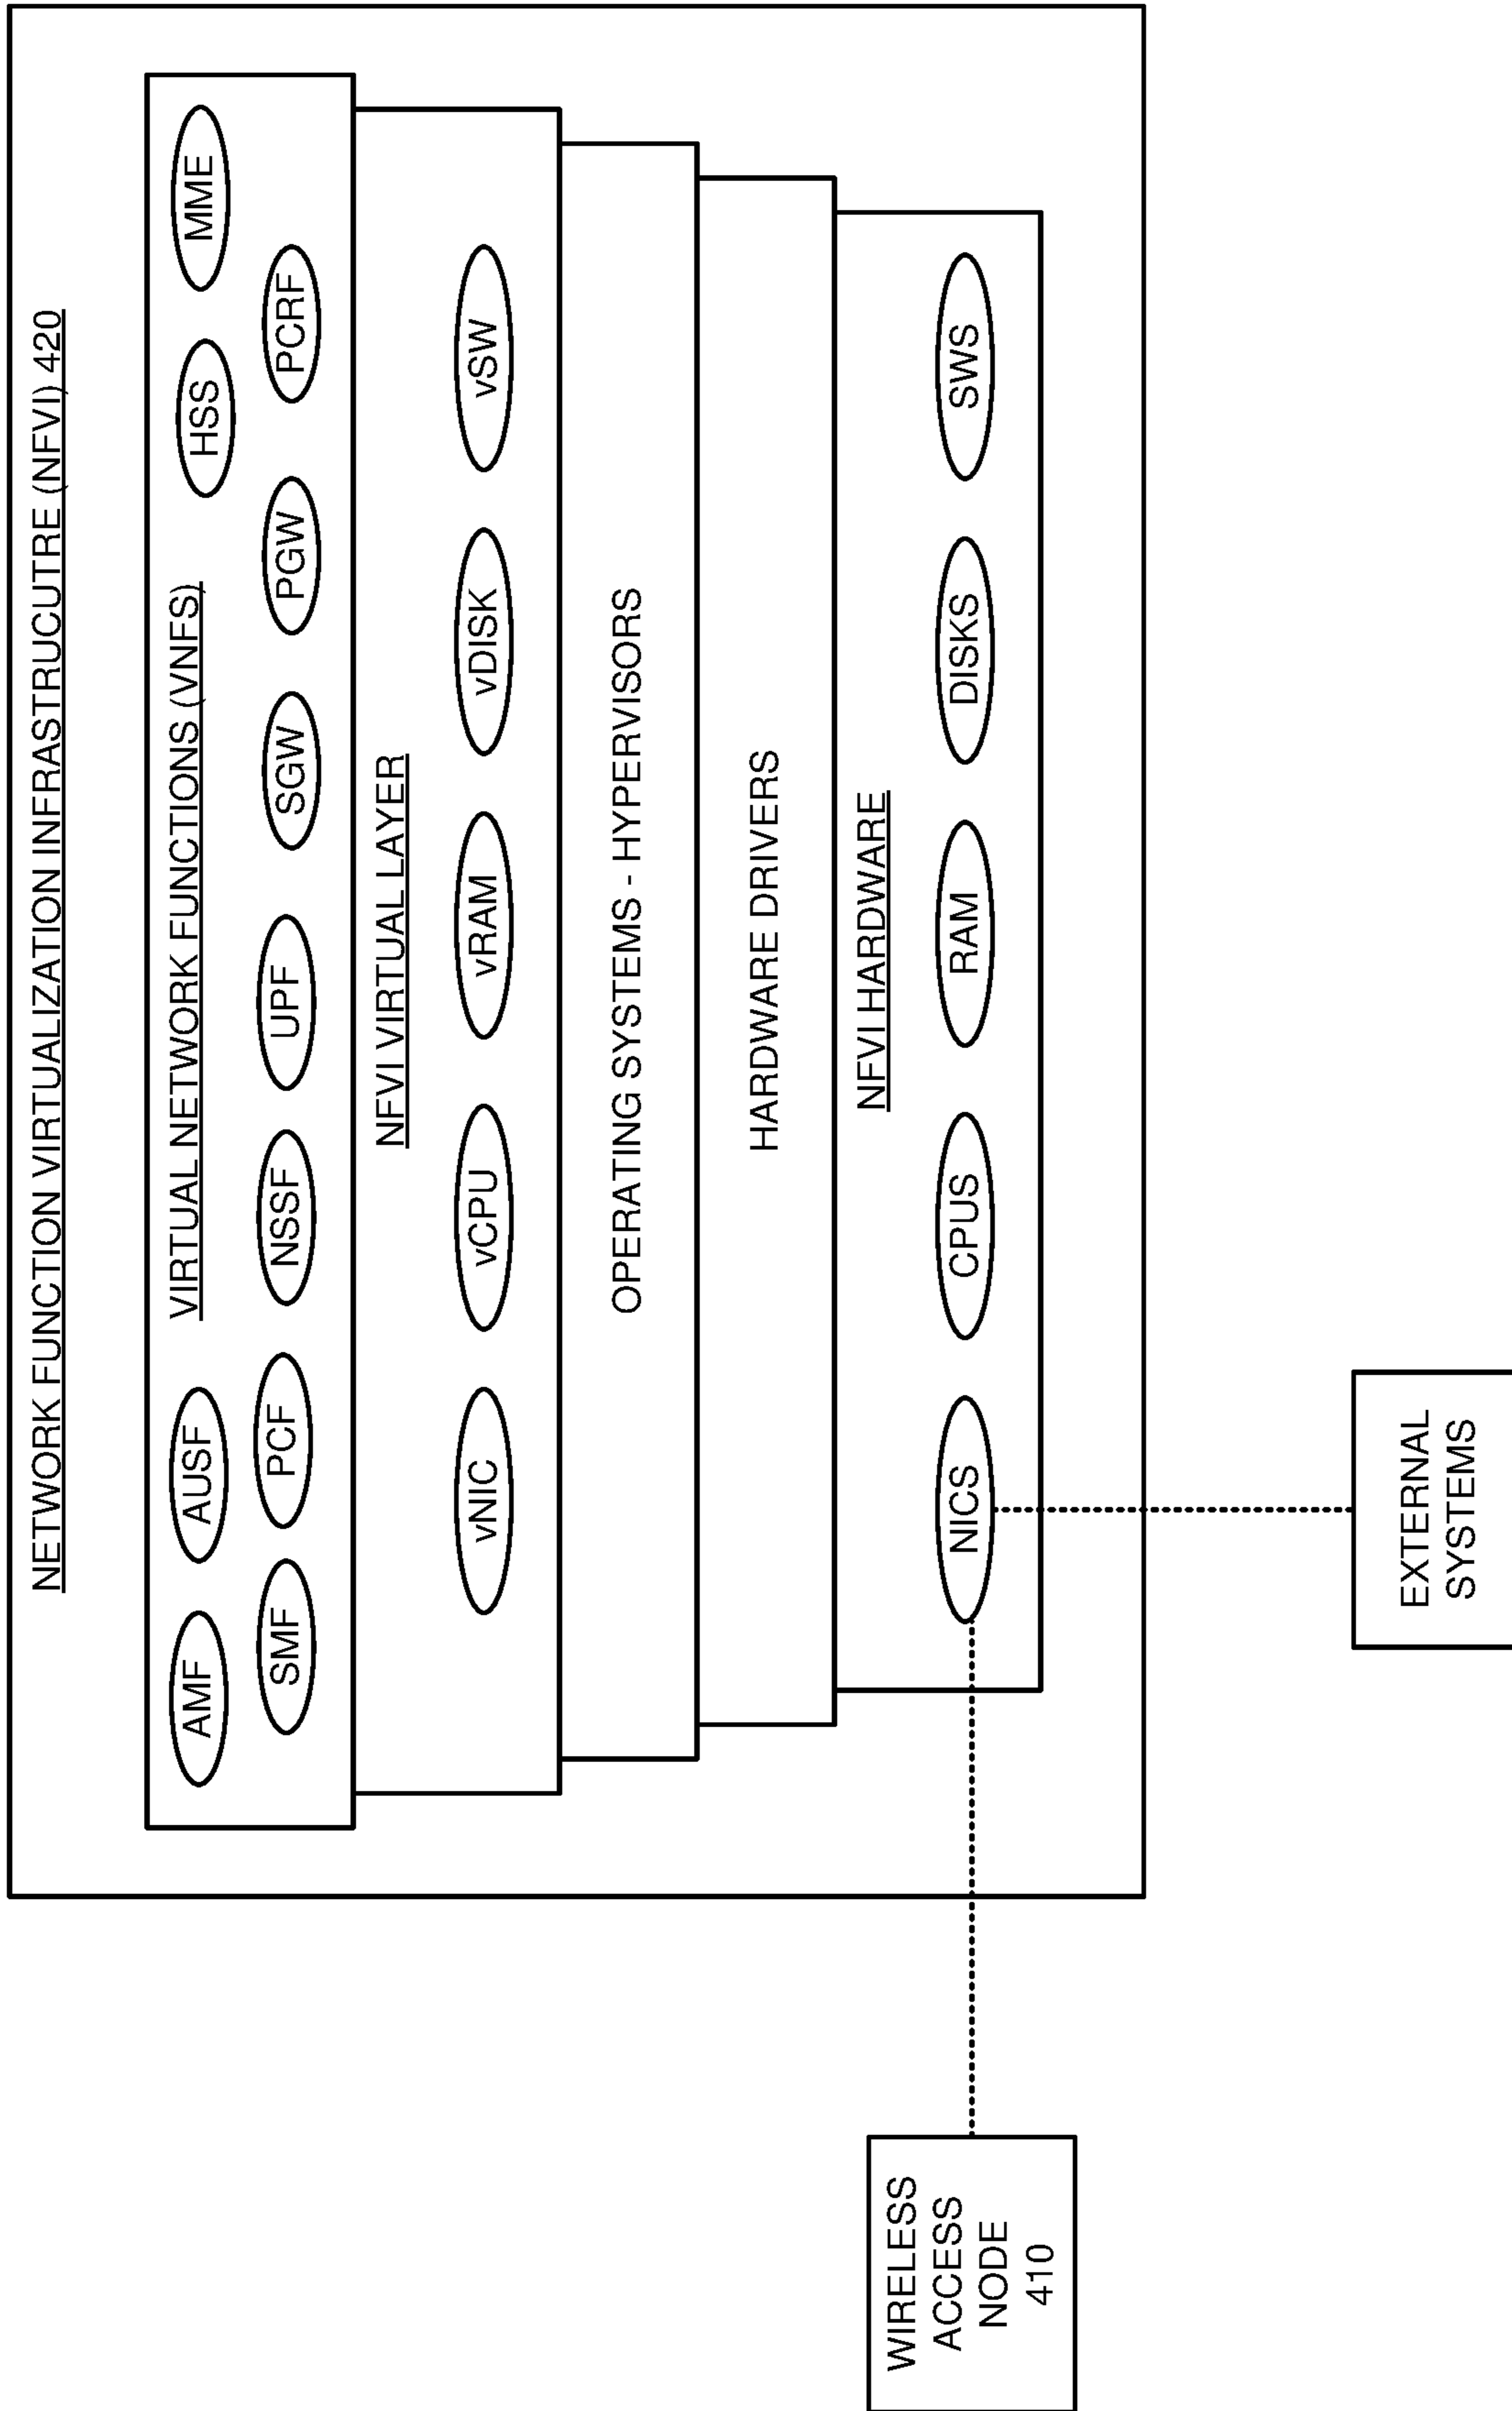 NETWORK FUNCTION VIRTUALIZATION INFRASTRUCUTRE (NFVI) 420
VIRTUAL NETWORK FUNCTIONS (VNFS)
AMF
AUSF
HSS
MME
SMF
PCF
NSSF
UPF
SGW
PGW
PCRF
NFVI VIRTUAL LAYER
vNIC
vCPU
vRAM
vDISK
vSW
OPERATING SYSTEMS - HYPERVISORS
HARDWARE DRIVERS
NFVI HARDWARE
NICS
CPUS
RAM
DISKS
SWS
WIRELESS
ACCESS
NODE
410
EXTERNAL
SYSTEMS